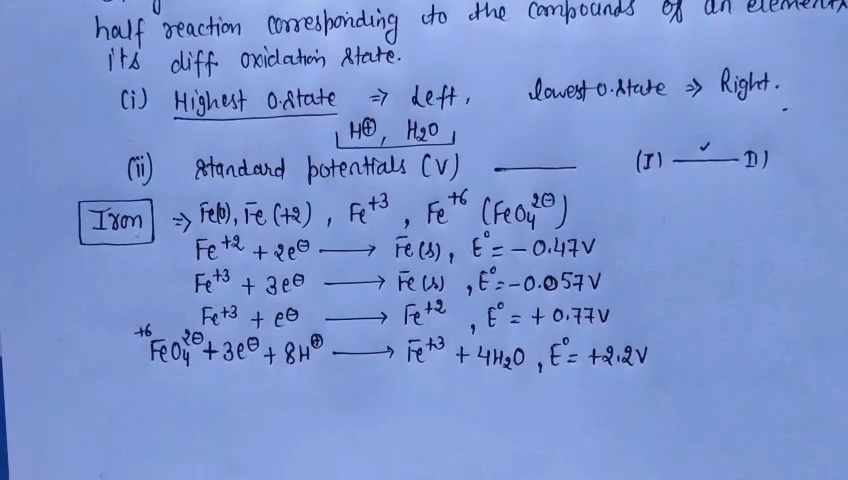 half reaction corresponding to the compounds of an element
its diff oxidation state.
(i) Highest O.State ⇒ Left, lowest O.state ⇒ Right.
H⊕, H2O
(ii) Standard potentials (V) ——— (I) —✓— II)
Iron ⇒ Fe(0), Fe(+2), Fe+3, Fe+6 (FeO4 2⊖)
Fe+2 + 2e⊖ ⟶ Fe(s), E° = -0.47V
Fe+3 + 3e⊖ ⟶ Fe(s), E° = -0.057V
Fe+3 + e⊖ ⟶ Fe+2, E° = +0.77V
+6 FeO4 2⊖ + 3e⊖ + 8H⊕ ⟶ Fe+3 + 4H2O, E° = +2.2V